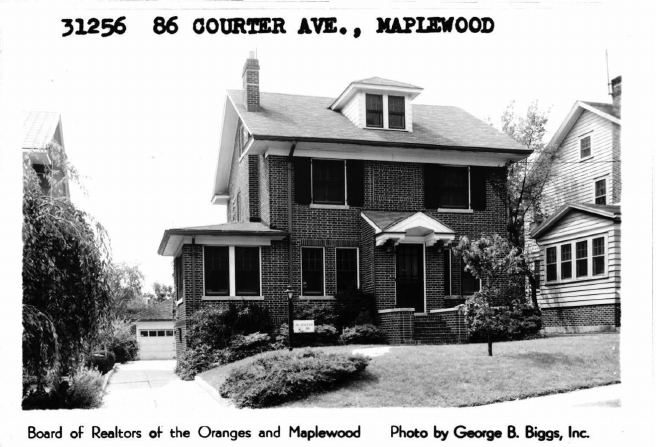 31256 86 COURTER AVE., MAPLEWOOD
Board of Realtors of the Oranges and Maplewood Photo by George B. Biggs, Inc.